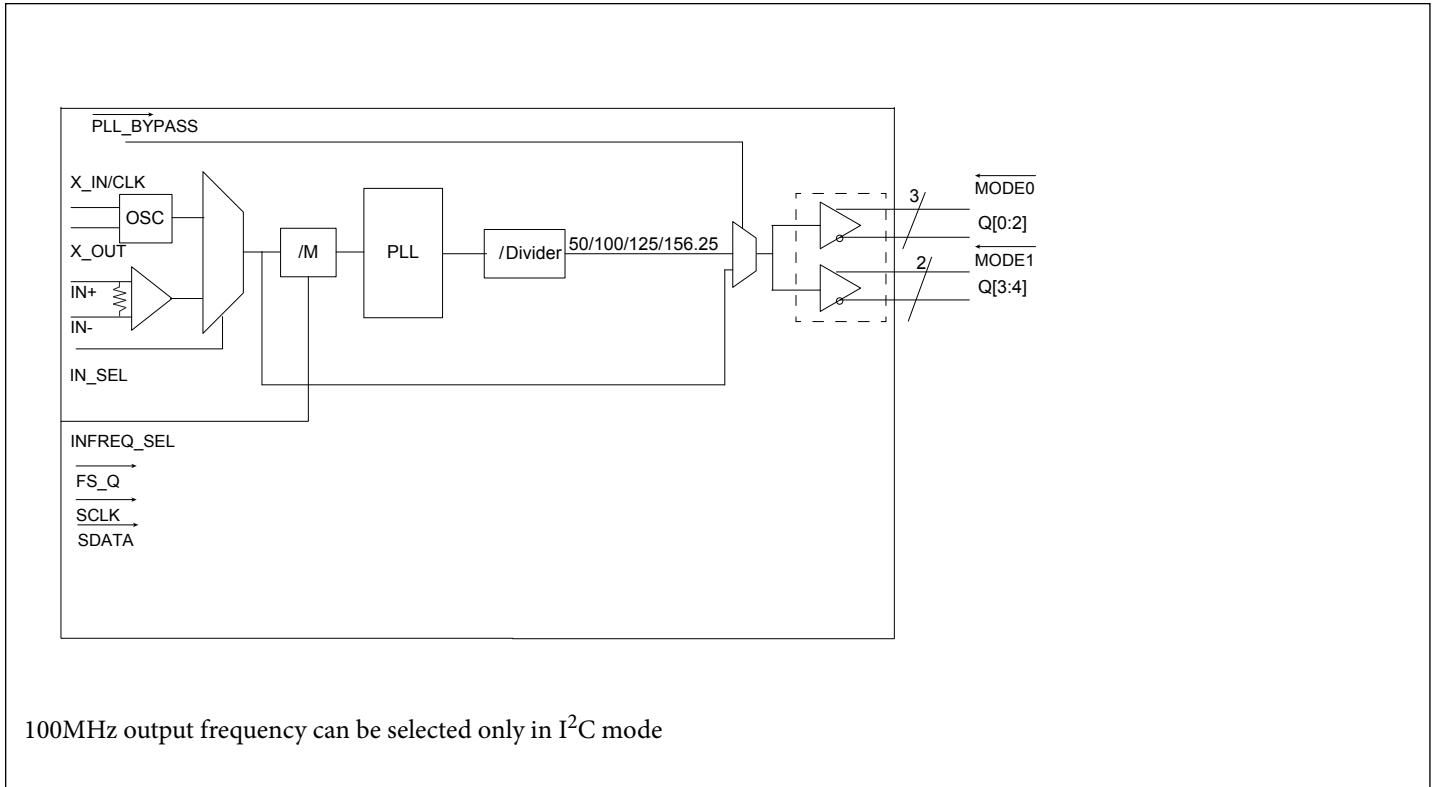 PLL_BYPASS
X_IN/CLK
OSC
X_OUT
IN+
IN-
IN_SEL
/M
PLL
/Divider
50/100/125/156.25
3
MODE0
Q[0:2]
2
MODE1
Q[3:4]
INFREQ_SEL
FS_Q
SCLK
SDATA
100MHz output frequency can be selected only in I²C mode